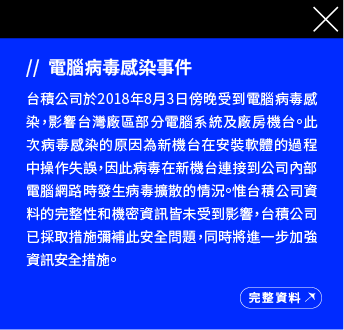 // 電腦病毒感染事件
台積公司於2018年8月3日傍晚受到電腦病毒感
染，影響台灣廠區部分電腦系統及廠房機台。此
次病毒感染的原因為新機台在安裝軟體的過程
中操作失誤，因此病毒在新機台連接到公司內部
電腦網路時發生病毒擴散的情況。惟台積公司資
料的完整性和機密資訊皆未受到影響，台積公司
已採取措施彌補此安全問題，同時將進一步加強
資訊安全措施。
完整資料